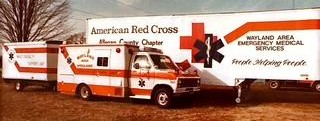 American Red Cross
Allegan County Chapter
WAYLAND AREA
EMERGENCY MEDICAL
SERVICES
People Helping People